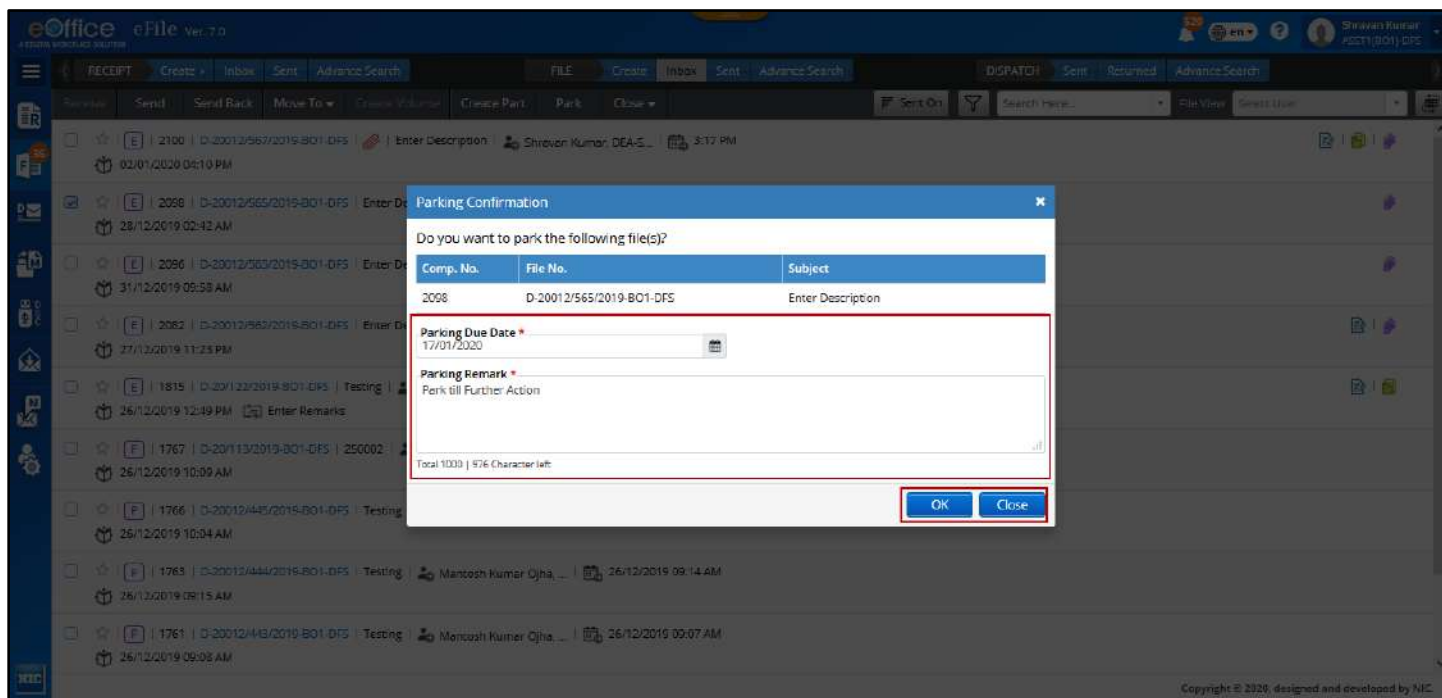 eOffice eFile Ver. 7.0
A DIGITAL WORKPLACE SOLUTION
en
Shravan Kumar
ASST1(BO1)-DFS
RECEIPT Create Inbox Sent Advance Search FILE Create Inbox Sent Advance Search DISPATCH Sent Returned Advance Search
Send Send Back Move To Create Volume Create Part Park Close Sent On Search Here... File View Select User
E | 2100 | D-20012/567/2019-BO1-DFS | Enter Description Shravan Kumar, DEA-S... 3:17 PM
02/01/2020 04:10 PM
E | 2098 | D-20012/565/2019-BO1-DFS | Enter De
28/12/2019 02:42 AM
E | 2096 | D-20012/563/2019-BO1-DFS | Enter De
31/12/2019 09:58 AM
E | 2082 | D-20012/562/2019-BO1-DFS | Enter De
27/12/2019 11:23 PM
E | 1815 | D-20/122/2019-BO1-DFS | Testing
26/12/2019 12:49 PM Enter Remarks
1767 | D-20/113/2019-BO1-DFS | 250002
26/12/2019 10:09 AM
1766 | D-20012/445/2019-BO1-DFS | Testing
26/12/2019 10:04 AM
1763 | D-20012/444/2019-BO1-DFS | Testing Mantosh Kumar Ojha, ... 26/12/2019 09:14 AM
26/12/2019 09:15 AM
1761 | D-20012/443/2019-BO1-DFS | Testing Mantosh Kumar Ojha, ... 26/12/2019 09:07 AM
26/12/2019 09:08 AM
Parking Confirmation
Do you want to park the following file(s)?
Comp. No. File No. Subject
2098 D-20012/565/2019-BO1-DFS Enter Description
Parking Due Date *
17/01/2020
Parking Remark *
Park till Further Action
Total 1000 | 976 Character left
OK Close
NIC
Copyright © 2020, designed and developed by NIC